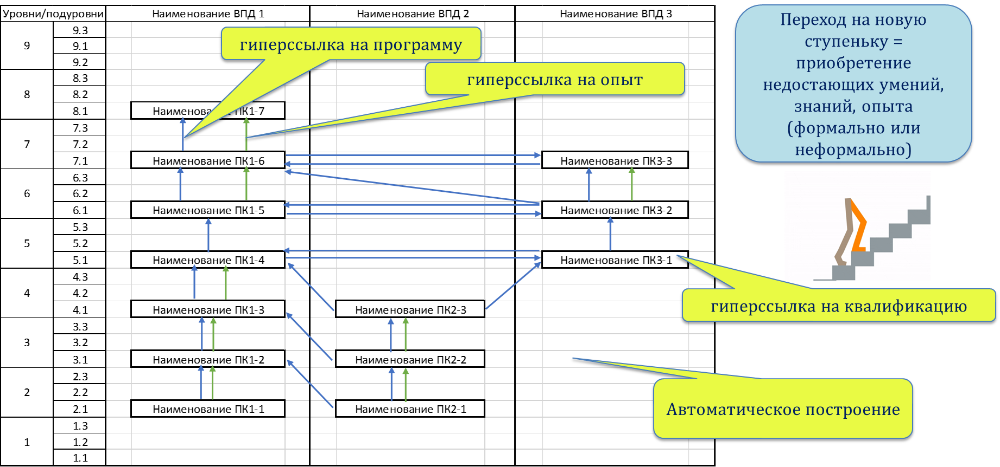 Уровни/подуровни Наименование ВПД 1 Наименование ВПД 2 Наименование ВПД 3
9
9.3
9.1
9.2
8
8.3
8.2
8.1 Наименование ПК1-7
7
7.3
7.2
7.1 Наименование ПК1-6 Наименование ПК3-3
6
6.3
6.2
6.1 Наименование ПК1-5 Наименование ПК3-2
5
5.3
5.2
5.1 Наименование ПК1-4 Наименование ПК3-1
4
4.3
4.2
4.1 Наименование ПК1-3 Наименование ПК2-3
3
3.3
3.2
3.1 Наименование ПК1-2 Наименование ПК2-2
2
2.3
2.2
2.1 Наименование ПК1-1 Наименование ПК2-1
1
1.3
1.2
1.1
гиперссылка на программу
гиперссылка на опыт
Переход на новую
ступеньку =
приобретение
недостающих умений,
знаний, опыта
(формально или
неформально)
гиперссылка на квалификацию
Автоматическое построение